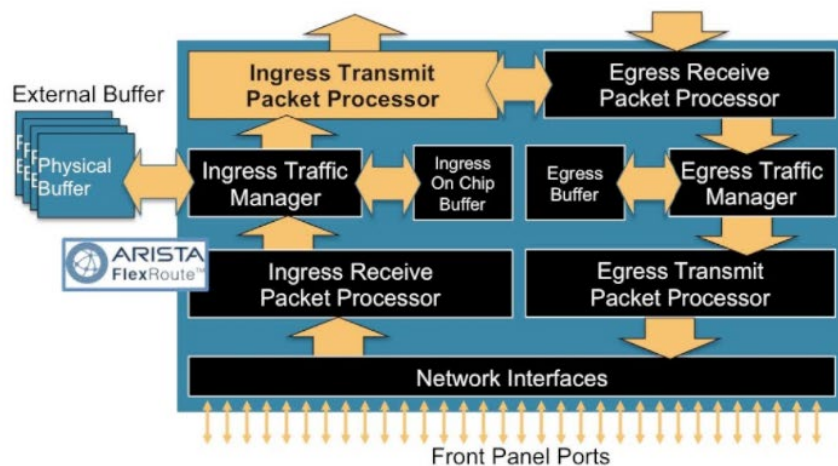 Ingress Transmit
Packet Processor
Egress Receive
Packet Processor
External Buffer
Physical
Buffer
Ingress Traffic
Manager
Ingress
On Chip
Buffer
Egress
Buffer
Egress Traffic
Manager
ARISTA
FlexRoute™
Ingress Receive
Packet Processor
Egress Transmit
Packet Processor
Network Interfaces
Front Panel Ports